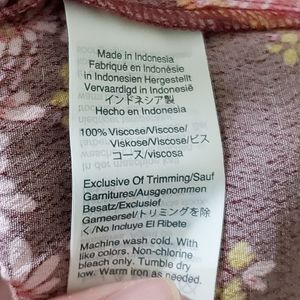 Made in Indonesia
Fabriqué en Indonésie
in Indonesien Hergestellt
Vervaardigd in Indonesië
インドネシア製
Hecho en Indonesia
100% Viscose/Viscose/
Viskose/Viscose/ビス
コース/viscosa
Exclusive Of Trimming/Sauf
Garnitures/Ausgenommen
Besatz/Exclusief
Garneersel/トリミングを除
く/No Incluye El Ribete
Machine wash cold. With
like colors. Non-chlorine
bleach only. Tumble dry
low. Warm iron as needed.